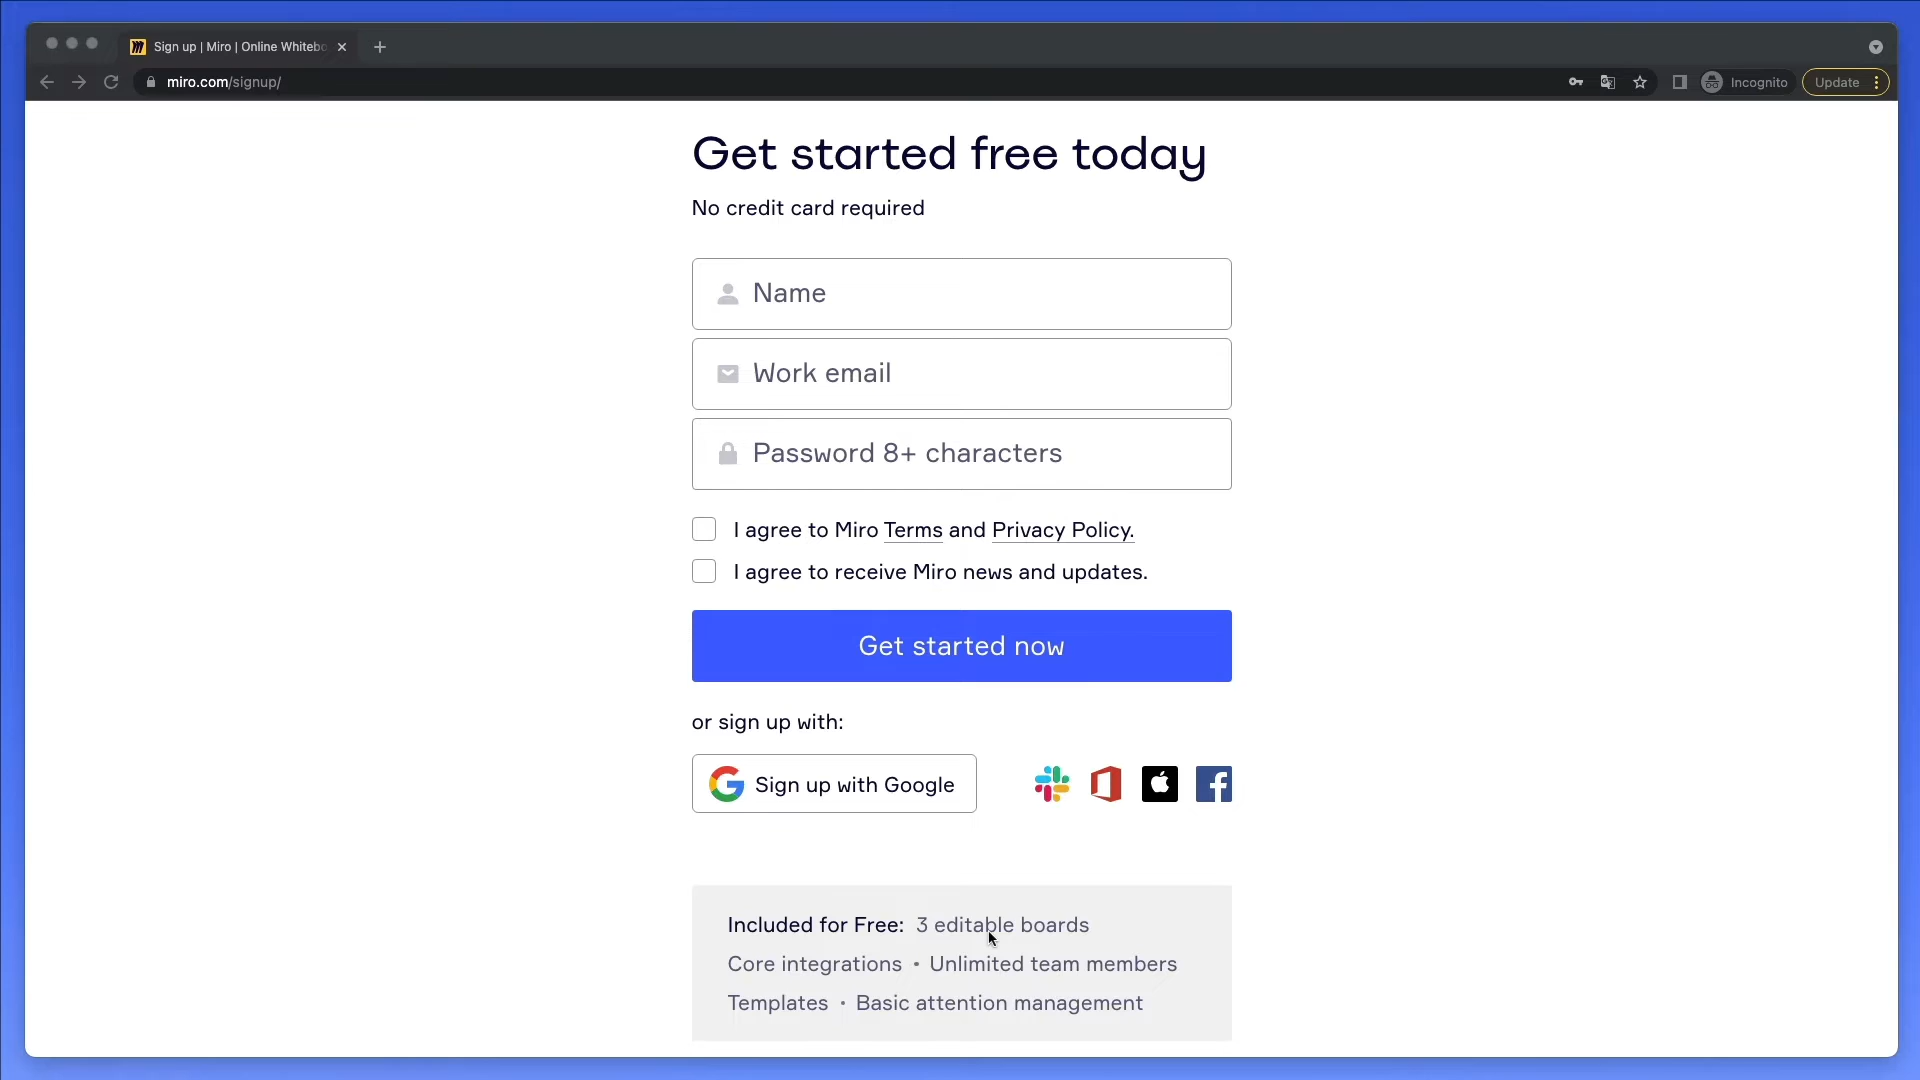 Sign up | Miro | Online Whitebo
miro.com/signup/
Incognito
Update
Get started free today
No credit card required
Name
Work email
Password 8+ characters
I agree to Miro Terms and Privacy Policy.
I agree to receive Miro news and updates.
Get started now
or sign up with:
Sign up with Google
Included for Free: 3 editable boards
Core integrations • Unlimited team members
Templates • Basic attention management